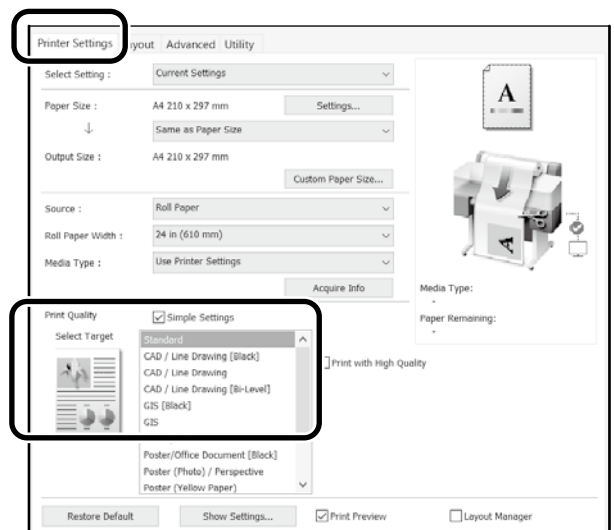 Printer Settings yout Advanced Utility
Select Setting : Current Settings
Paper Size : A4 210 x 297 mm Settings...
Same as Paper Size
Output Size : A4 210 x 297 mm
Custom Paper Size...
Source : Roll Paper
Roll Paper Width : 24 in (610 mm)
Media Type : Use Printer Settings
Acquire Info
A
A
Media Type:
-
Paper Remaining:
-
Print Quality Simple Settings
Select Target
Standard
CAD / Line Drawing [Black]
CAD / Line Drawing
CAD / Line Drawing [Bi-Level]
GIS [Black]
GIS
Print with High Quality
Poster/Office Document [Black]
Poster (Photo) / Perspective
Poster (Yellow Paper)
Restore Default Show Settings... Print Preview Layout Manager